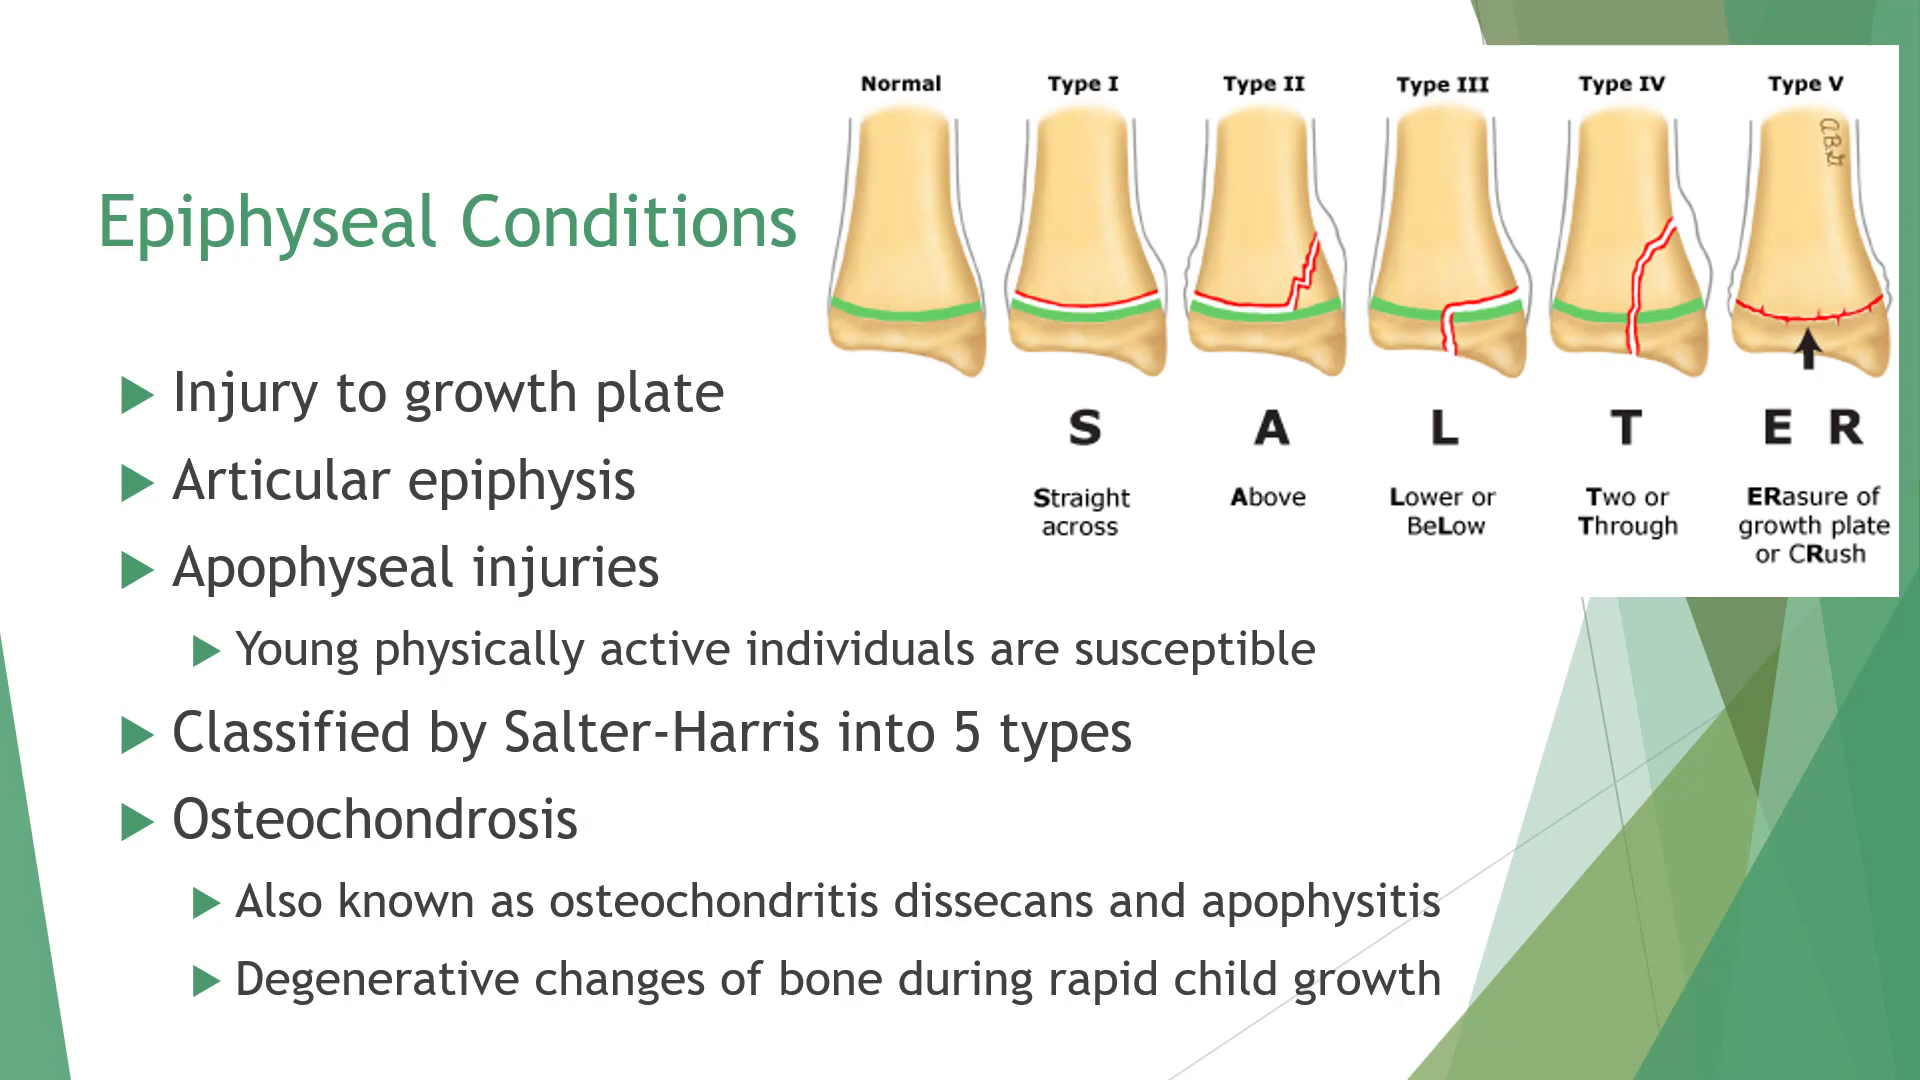 Epiphyseal Conditions
Injury to growth plate
Articular epiphysis
Apophyseal injuries
Young physically active individuals are susceptible
Classified by Salter-Harris into 5 types
Osteochondrosis
Also known as osteochondritis dissecans and apophysitis
Degenerative changes of bone during rapid child growth
Normal
Type I
Type II
Type III
Type IV
Type V
S
A
L
T
E R
Straight
across
Above
Lower or
BeLow
Two or
Through
ERasure of
growth plate
or CRush